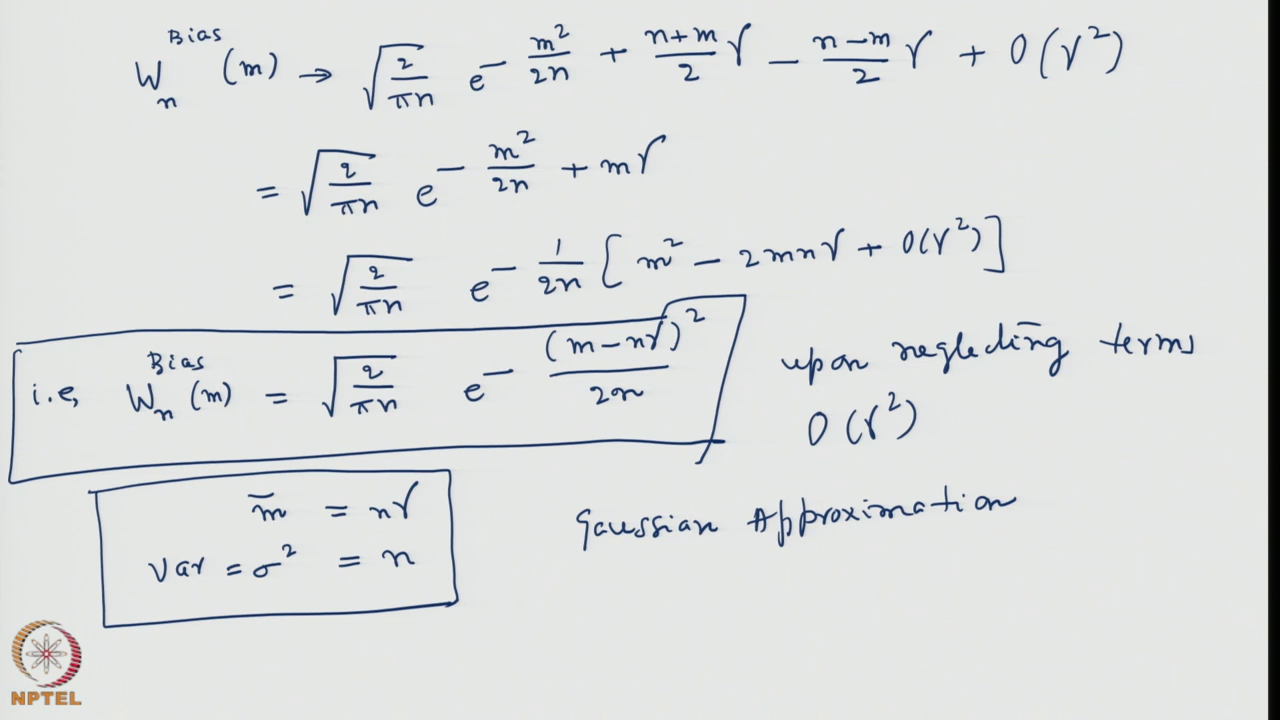 W_n^Bias (m) → √(2/πn) e^{- m²/2n + (n+m)/2 γ - (n-m)/2 γ + O(γ²)}
= √(2/πn) e^{- m²/2n + mγ}
= √(2/πn) e^{- 1/2n [m² - 2mnγ + O(γ²)]}
i.e, W_n^Bias (m) = √(2/πn) e^{- (m-nγ)²/2n}
upon neglecting terms
O(γ²)
m̄ = nγ
Var = σ² = n
Gaussian Approximation
NPTEL